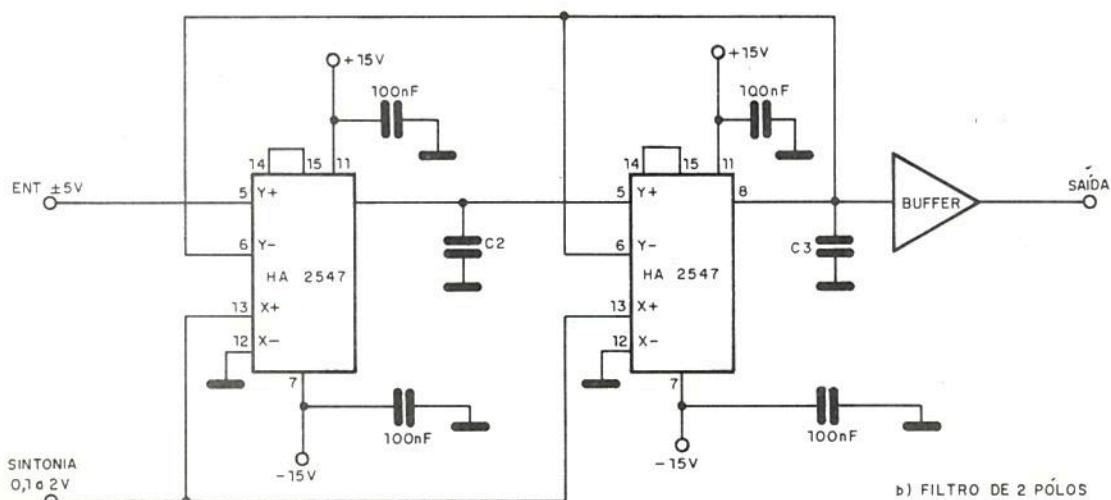 +15V
100nF
14 15 11
ENT ±5V
5 Y+
6 Y-
HA 2547
13 X+
12 X-
7
C2
100nF
-15V
+15V
100nF
14 15 11
5 Y+
8
6 Y-
HA 2547
13 X+
12 X-
7
C3
BUFFER
SAÍDA
100nF
-15V
SINTONIA
0,1 a 2V
b) FILTRO DE 2 PÓLOS